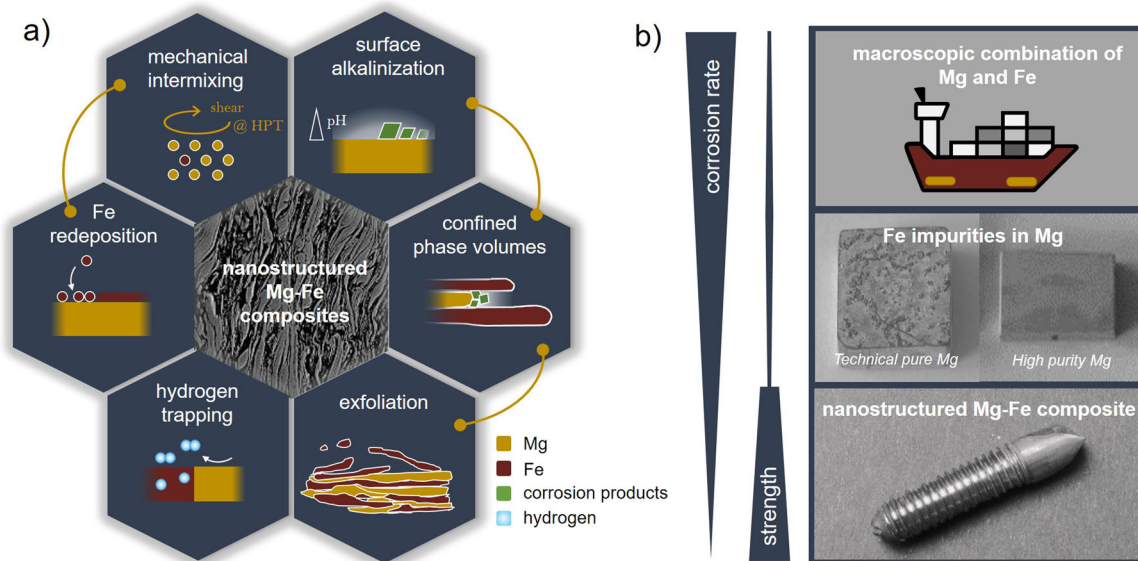 a)
mechanical
intermixing
shear
@ HPT
surface
alkalinization
pH
Fe
redeposition
nanostructured
Mg-Fe
composites
confined
phase volumes
hydrogen
trapping
exfoliation
Mg
Fe
corrosion products
hydrogen
b)
corrosion rate
strength
macroscopic combination of
Mg and Fe
Fe impurities in Mg
Technical pure Mg
High purity Mg
nanostructured Mg-Fe composite